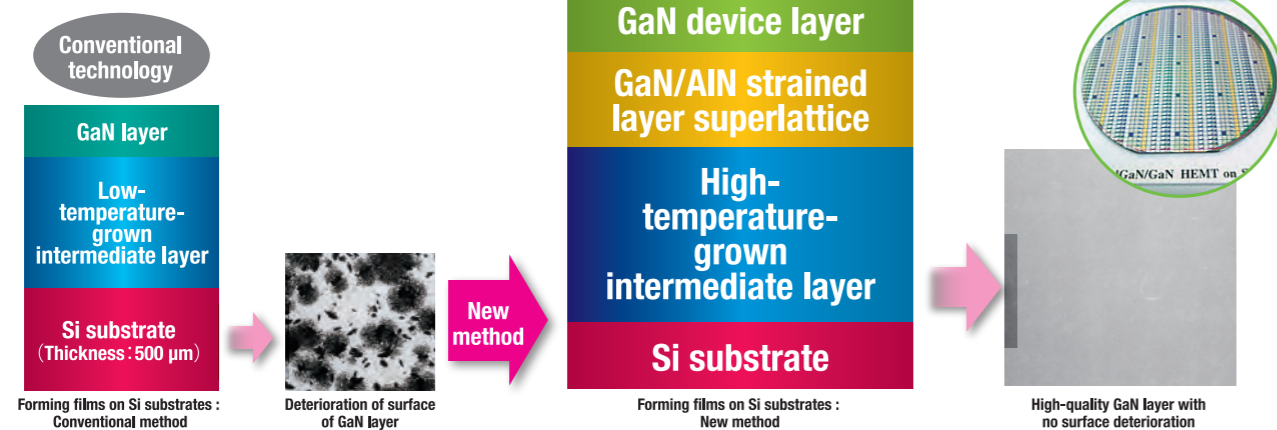 Conventional
technology
GaN layer
Low-
temperature-
grown
intermediate layer
Si substrate
(Thickness:500 µm)
Forming films on Si substrates :
Conventional method
Deterioration of surface
of GaN layer
New
method
GaN device layer
GaN/AlN strained
layer superlattice
High-
temperature-
grown
intermediate layer
Si substrate
Forming films on Si substrates :
New method
/GaN/GaN HEMT on
High-quality GaN layer with
no surface deterioration